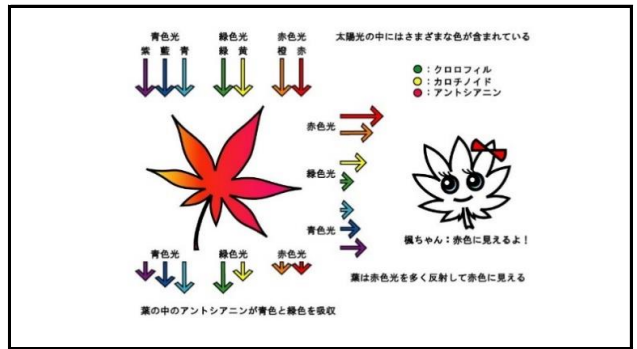 青色光 緑色光 赤色光 太陽光の中にはさまざまな色が含まれている
紫 藍 青 緑 黄 橙 赤
：クロロフィル
：カロチノイド
：アントシアニン
赤色光
緑色光
青色光
楓ちゃん：赤色に見えるよ！
青色光 緑色光 赤色光
葉は赤色光を多く反射して赤色に見える
葉の中のアントシアニンが青色と緑色を吸収